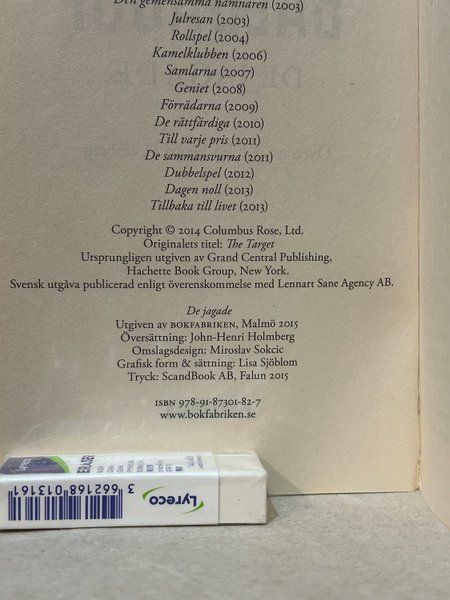 Den gemensamma nämnaren (2003)
Julresan (2003)
Rollspel (2004)
Kamelklubben (2006)
Samlarna (2007)
Geniet (2008)
Förrädarna (2009)
De rättfärdiga (2010)
Till varje pris (2011)
De sammansvurna (2011)
Dubbelspel (2012)
Dagen noll (2013)
Tillbaka till livet (2013)
Copyright © 2014 Columbus Rose, Ltd.
Originalets titel: The Target
Ursprungligen utgiven av Grand Central Publishing,
Hachette Book Group, New York.
Svensk utgåva publicerad enligt överenskommelse med Lennart Sane Agency AB.
De jagade
Utgiven av BOKFABRIKEN, Malmö 2015
Översättning: John-Henri Holmberg
Omslagsdesign: Miroslav Sokcic
Grafisk form & sättning: Lisa Sjöblom
Tryck: ScandBook AB, Falun 2015
ISBN 978-91-87301-82-7
www.bokfabriken.se
Lyreco
3 662168 013161